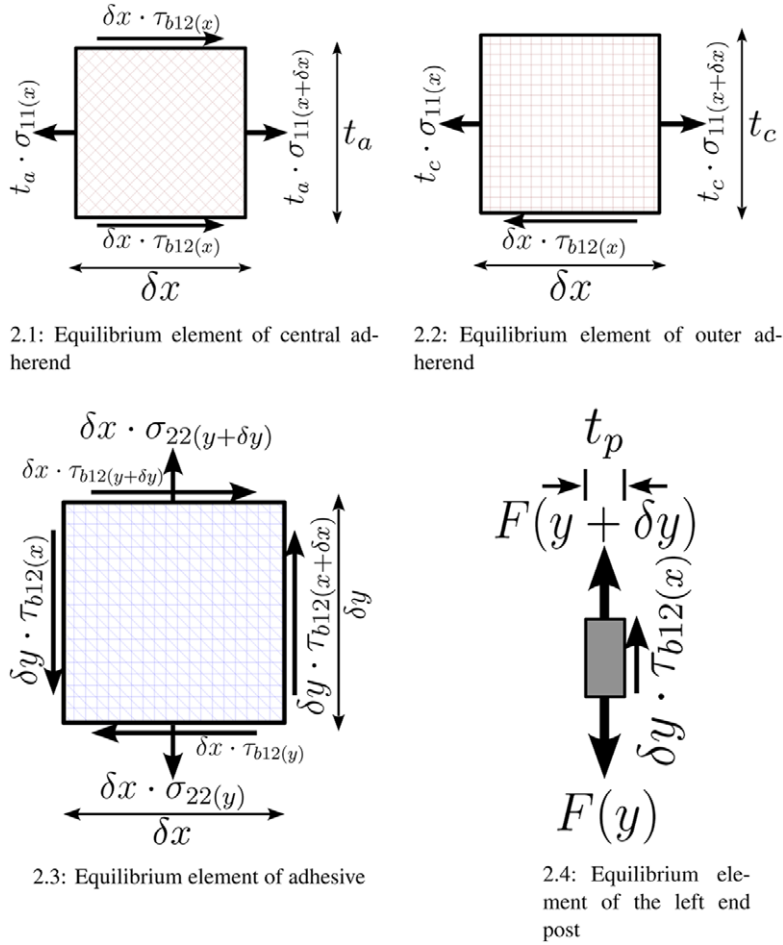 δx · τb12(x)
ta · σ11(x)
ta · σ11(x+δx)
ta
δx · τb12(x)
δx
2.1: Equilibrium element of central ad-
herend
tc · σ11(x)
tc · σ11(x+δx)
tc
δx · τb12(x)
δx
2.2: Equilibrium element of outer ad-
herend
δx · σ22(y+δy)
δx · τb12(y+δy)
δy · τb12(x)
δy · τb12(x+δx)
δy
δx · τb12(y)
δx · σ22(y)
δx
2.3: Equilibrium element of adhesive
tp
F(y + δy)
δy · τb12(x)
F(y)
2.4: Equilibrium ele-
ment of the left end
post